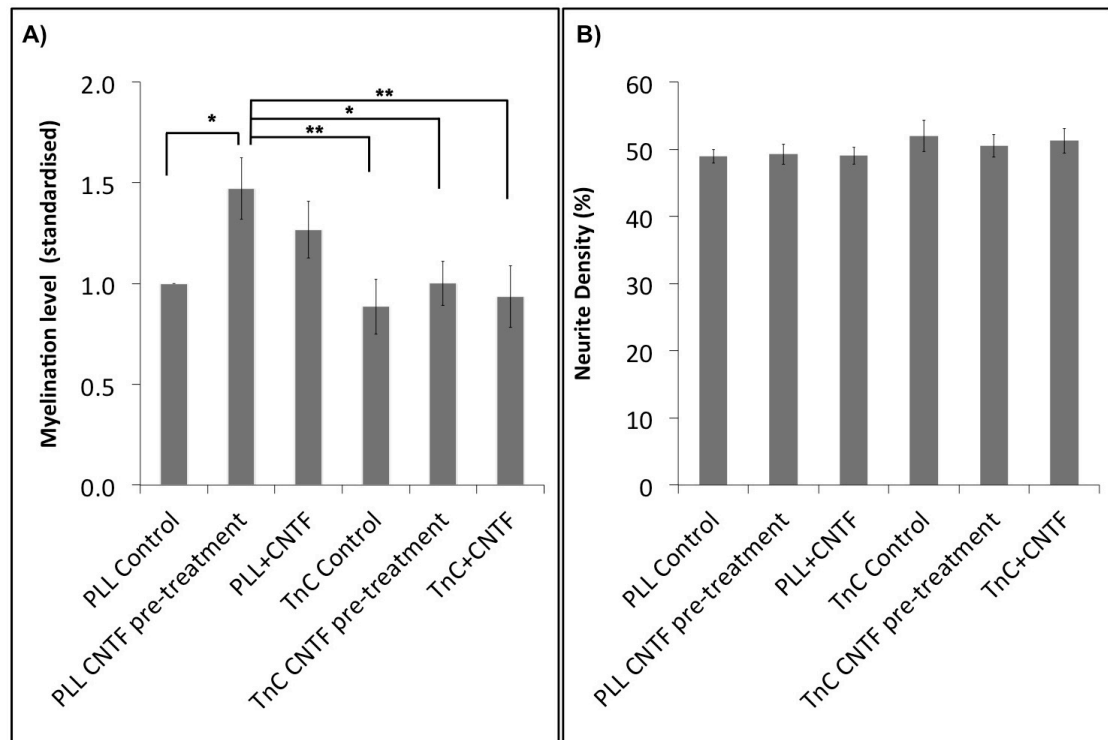 A)
Myelination level (standardised)
2.0
1.5
1.0
0.5
0.0
*
**
*
**
PLL Control
PLL CNTF pre-treatment
PLL+CNTF
TnC Control
TnC CNTF pre-treatment
TnC+CNTF
B)
Neurite Density (%)
60
50
40
30
20
10
0
PLL Control
PLL CNTF pre-treatment
PLL+CNTF
TnC Control
TnC CNTF pre-treatment
TnC+CNTF